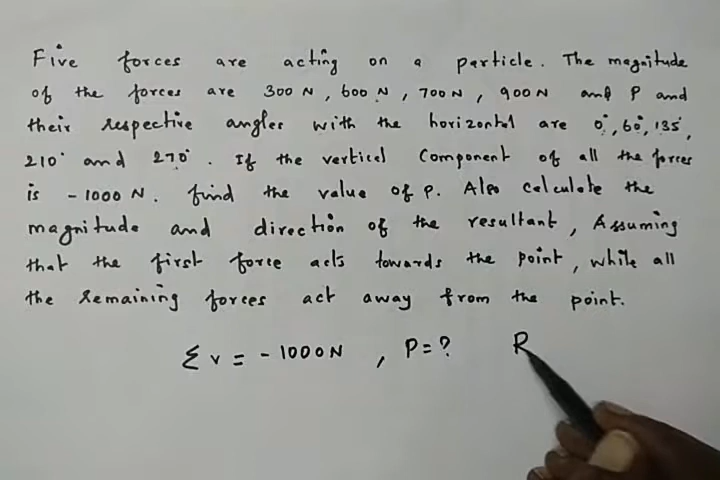 Five forces are acting on a particle. The magnitude
of the forces are 300 N, 600 N, 700 N, 900 N and P and
their respective angles with the horizontal are 0°, 60°, 135°,
210° and 270°. If the vertical component of all the forces
is - 1000 N. find the value of P. Also calculate the
magnitude and direction of the resultant, Assuming
that the first force acts towards the point, while all
the remaining forces act away from the point.
Σ V = - 1000 N , P = ? R